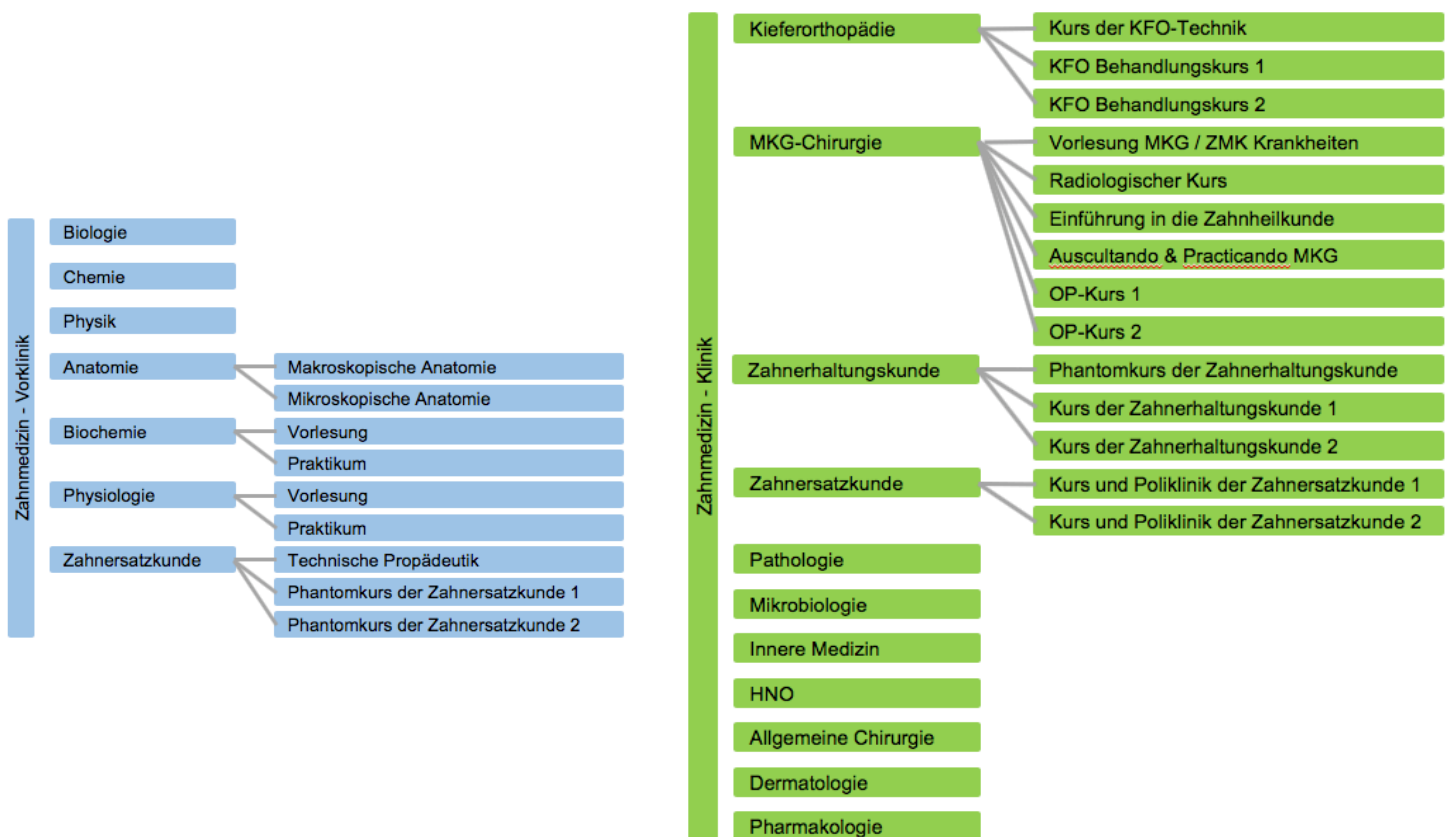 Zahnmedizin - Vorklinik
Biologie
Chemie
Physik
Anatomie
Makroskopische Anatomie
Mikroskopische Anatomie
Biochemie
Vorlesung
Praktikum
Physiologie
Vorlesung
Praktikum
Zahnersatzkunde
Technische Propädeutik
Phantomkurs der Zahnersatzkunde 1
Phantomkurs der Zahnersatzkunde 2
Zahnmedizin - Klinik
Kieferorthopädie
Kurs der KFO-Technik
KFO Behandlungskurs 1
KFO Behandlungskurs 2
MKG-Chirurgie
Vorlesung MKG / ZMK Krankheiten
Radiologischer Kurs
Einführung in die Zahnheilkunde
Auscultando & Practicando MKG
OP-Kurs 1
OP-Kurs 2
Zahnerhaltungskunde
Phantomkurs der Zahnerhaltungskunde
Kurs der Zahnerhaltungskunde 1
Kurs der Zahnerhaltungskunde 2
Zahnersatzkunde
Kurs und Poliklinik der Zahnersatzkunde 1
Kurs und Poliklinik der Zahnersatzkunde 2
Pathologie
Mikrobiologie
Innere Medizin
HNO
Allgemeine Chirurgie
Dermatologie
Pharmakologie